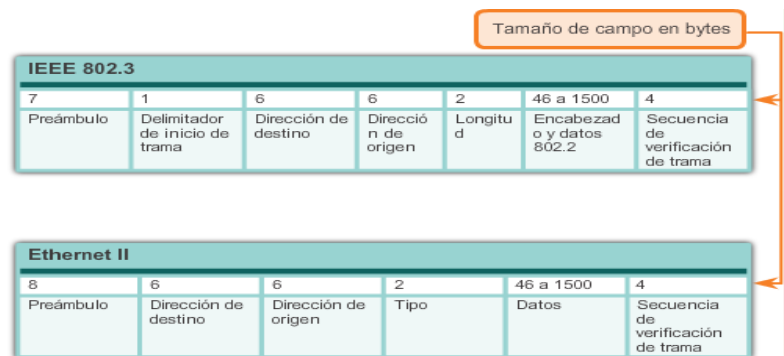 Tamaño de campo en bytes
IEEE 802.3
7 1 6 6 2 46 a 1500 4
Preámbulo
Delimitador
de inicio de
trama
Dirección de
destino
Direcció
n de
origen
Longitu
d
Encabezad
o y datos
802.2
Secuencia
de
verificación
de trama
Ethernet II
8 6 6 2 46 a 1500 4
Preámbulo
Dirección de
destino
Dirección de
origen
Tipo
Datos
Secuencia
de
verificación
de trama